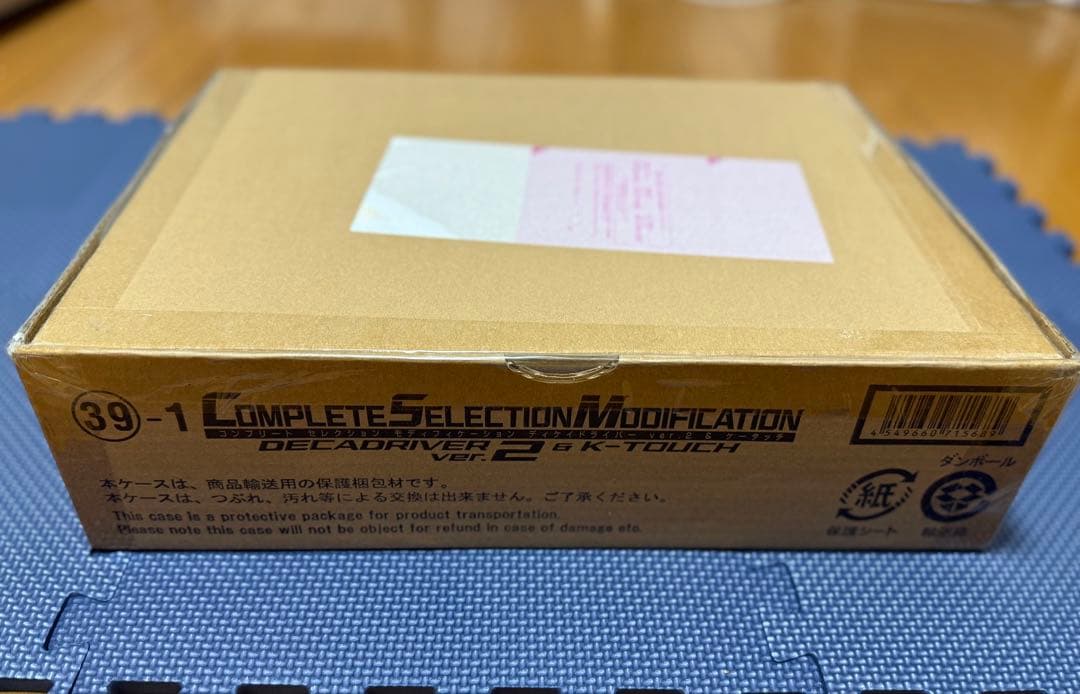 39-1 COMPLETE SELECTION MODIFICATION
コンプリート セレクション モディフィケーション ディケイドライバー ver.2 & ケータッチ
DECADRIVER ver.2 & K-TOUCH
4 549660 715689
ダンボール
本ケースは、商品輸送用の保護梱包材です。
本ケースは、つぶれ、汚れ等による交換は出来ません。ご了承ください。
This case is a protective package for product transportation.
Please note this case will not be object for refund in case of damage etc.
紙
保護シート
輸送箱